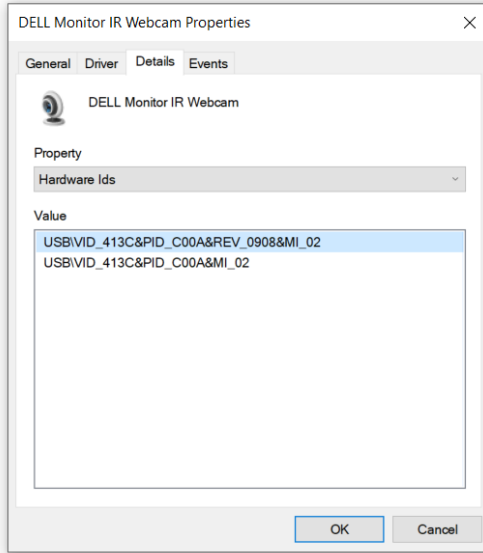 DELL Monitor IR Webcam Properties
General Driver Details Events
DELL Monitor IR Webcam
Property
Hardware Ids
Value
USB\VID_413C&PID_C00A&REV_0908&MI_02
USB\VID_413C&PID_C00A&MI_02
OK Cancel